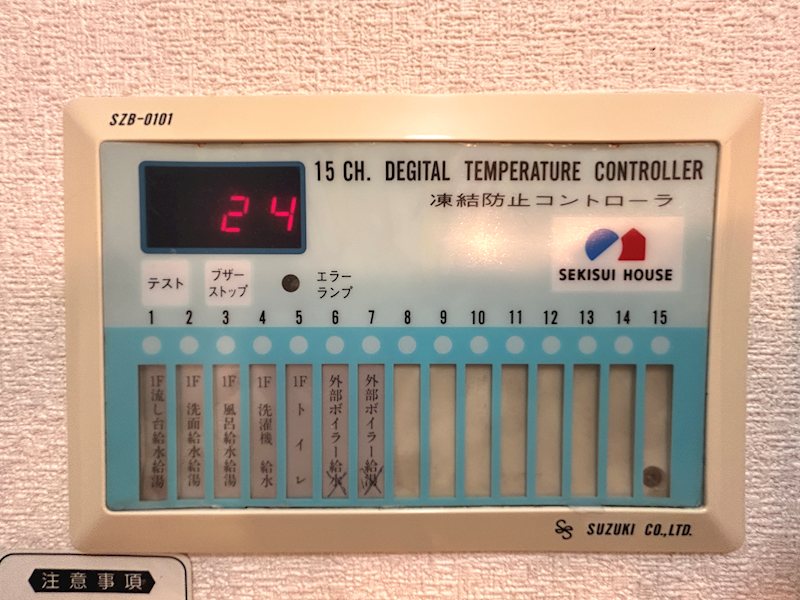 SZB-0101
24
15 CH. DEGITAL TEMPERATURE CONTROLLER
凍結防止コントローラ
SEKISUI HOUSE
テスト
ブザー
ストップ
エラー
ランプ
1 2 3 4 5 6 7 8 9 10 11 12 13 14 15
1F流し台給水給湯
1F 洗面給水給湯
1F 風呂給水給湯
1F 洗濯機 給水
1F トイレ
外部ボイラー給水
外部ボイラー給湯
SS SUZUKI CO.,LTD.
注意事項